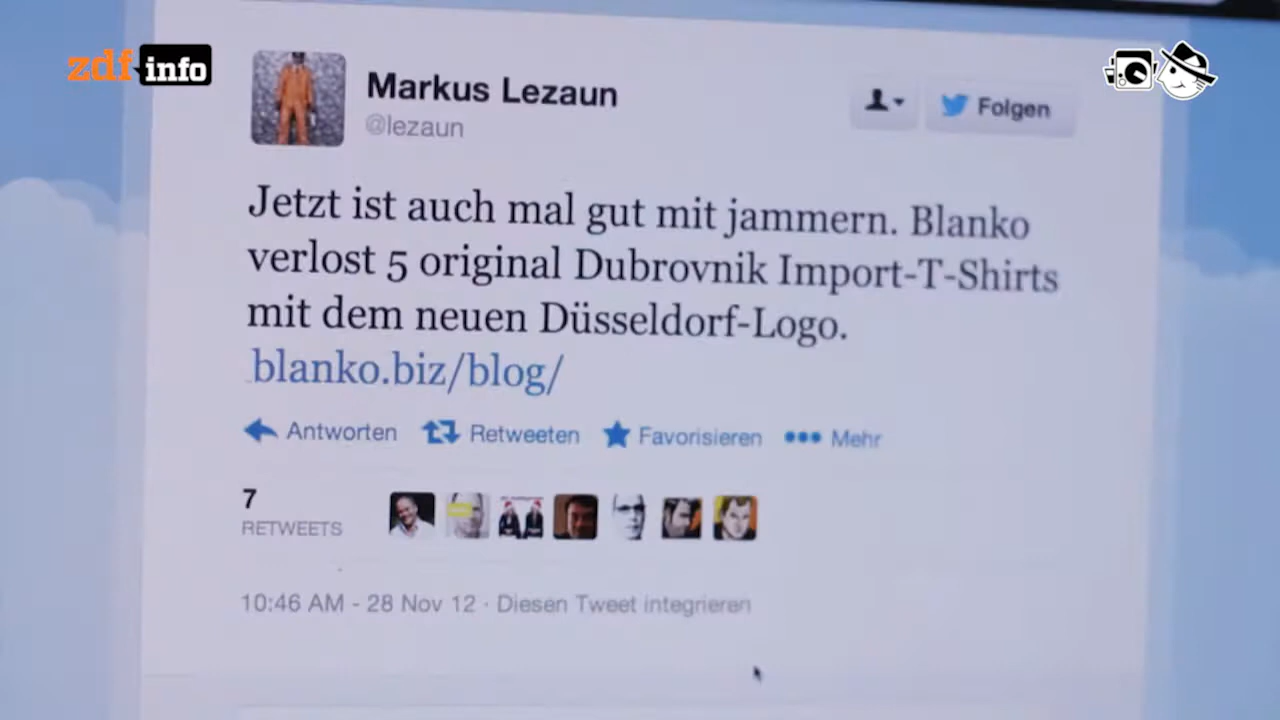 zdf info
Markus Lezaun
@lezaun
Folgen
Jetzt ist auch mal gut mit jammern. Blanko
verlost 5 original Dubrovnik Import-T-Shirts
mit dem neuen Düsseldorf-Logo.
blanko.biz/blog/
Antworten Retweeten Favorisieren Mehr
7
RETWEETS
10:46 AM - 28 Nov 12 · Diesen Tweet integrieren